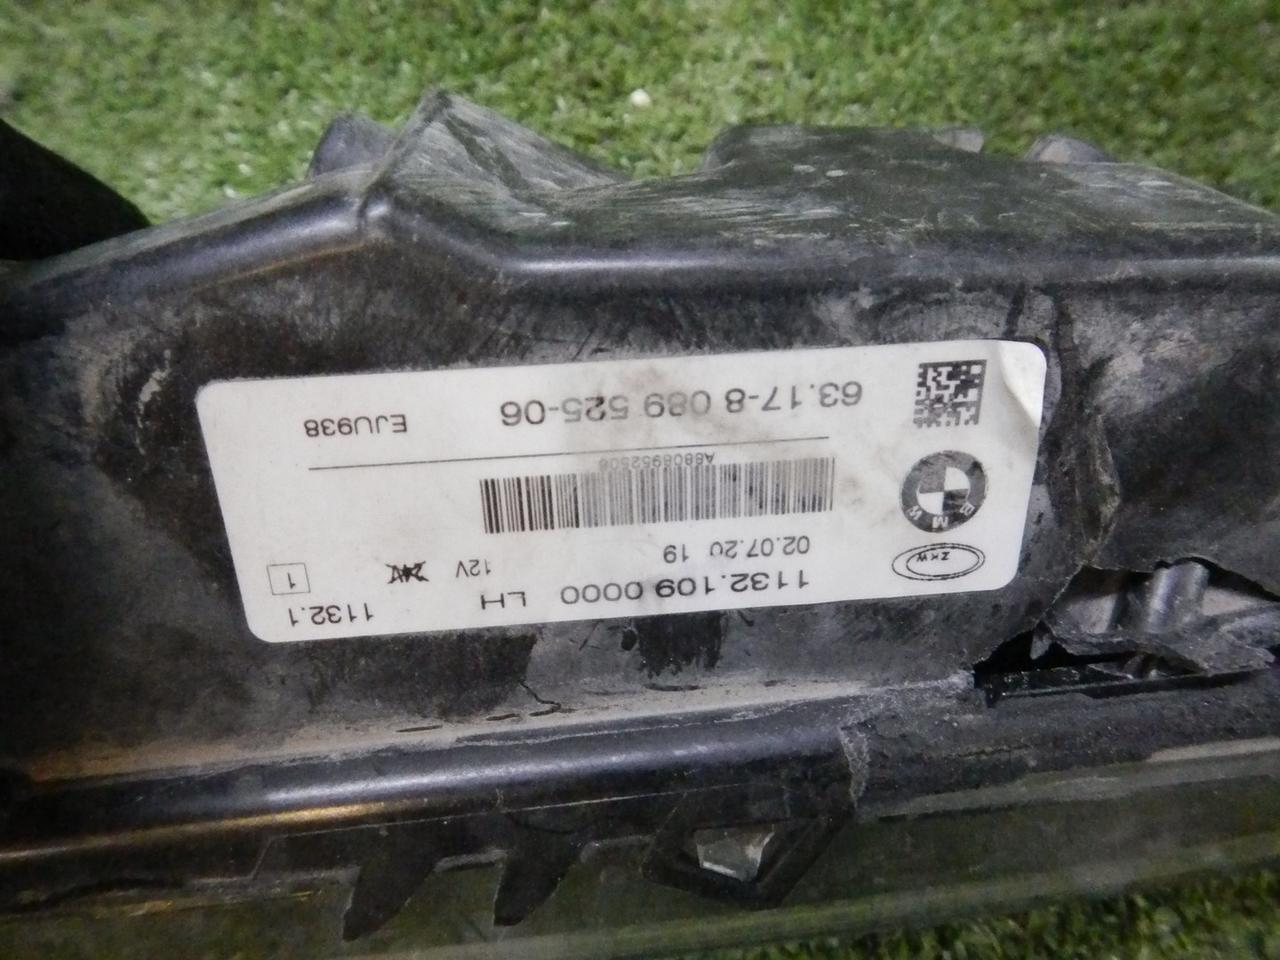 1132.109 0000 LH 1132.1
ZKW
02.07.20 19 12V 1
BMW
63.17-8 089 525-06 EJU938